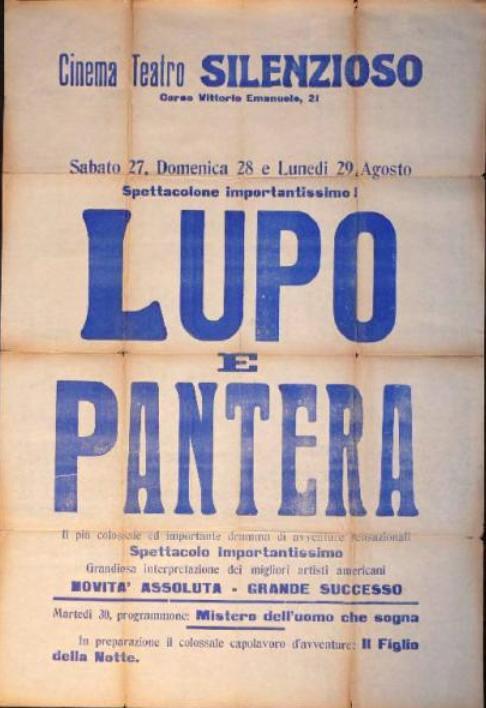 Cinema Teatro SILENZIOSO
Corso Vittorio Emanuele, 21
Sabato 27, Domenica 28 e Lunedì 29, Agosto
Spettacolone importantissimo!
LUPO
E
PANTERA
Il più colossale ed importante dramma di avventure sensazionali
Spettacolo importantissimo
Grandiosa interpretazione dei migliori artisti americani
NOVITA' ASSOLUTA - GRANDE SUCCESSO
Martedì 30, programmone: Mistero dell'uomo che sogna
In preparazione il colossale capolavoro d'avventure: Il Figlio
della Notte.